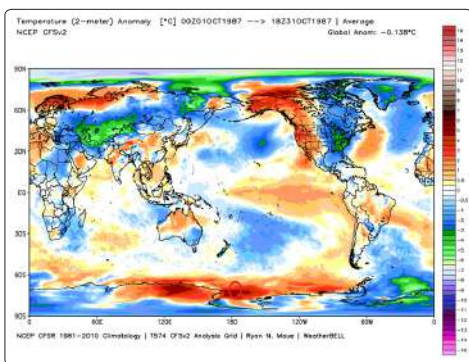 Temperature (2-meter) Anomaly [°C] 00Z01OCT1987 --> 18Z31OCT1987 | Average
NCEP CFSv2 Global Anom: -0.138°C
90N
60N
30N
EQ
30S
60S
90S
0 60E 120E 180 120W 60W 0
NCEP CFSR 1981-2010 Climatology | T574 CFSv2 Analysis Grid | Ryan N. Maue | WeatherBELL